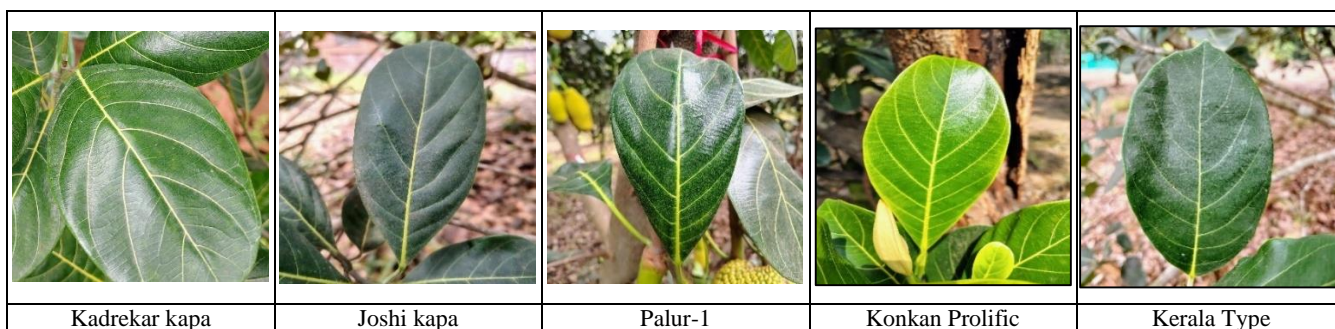 Kadrekar kapa
Joshi kapa
Palur-1
Konkan Prolific
Kerala Type